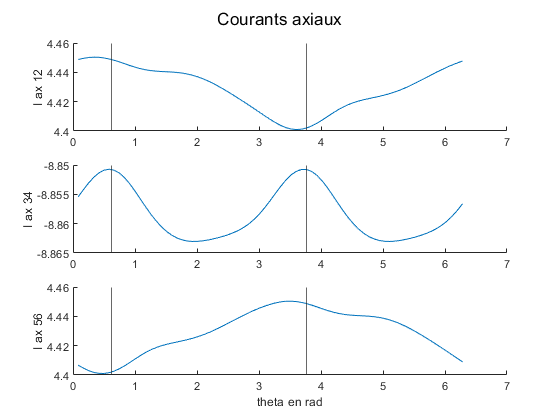 Courants axiaux
4.46
4.44
4.42
4.4
I ax 12
0 1 2 3 4 5 6 7
-8.85
-8.855
-8.86
-8.865
I ax 34
0 1 2 3 4 5 6 7
4.46
4.44
4.42
4.4
I ax 56
0 1 2 3 4 5 6 7
theta en rad